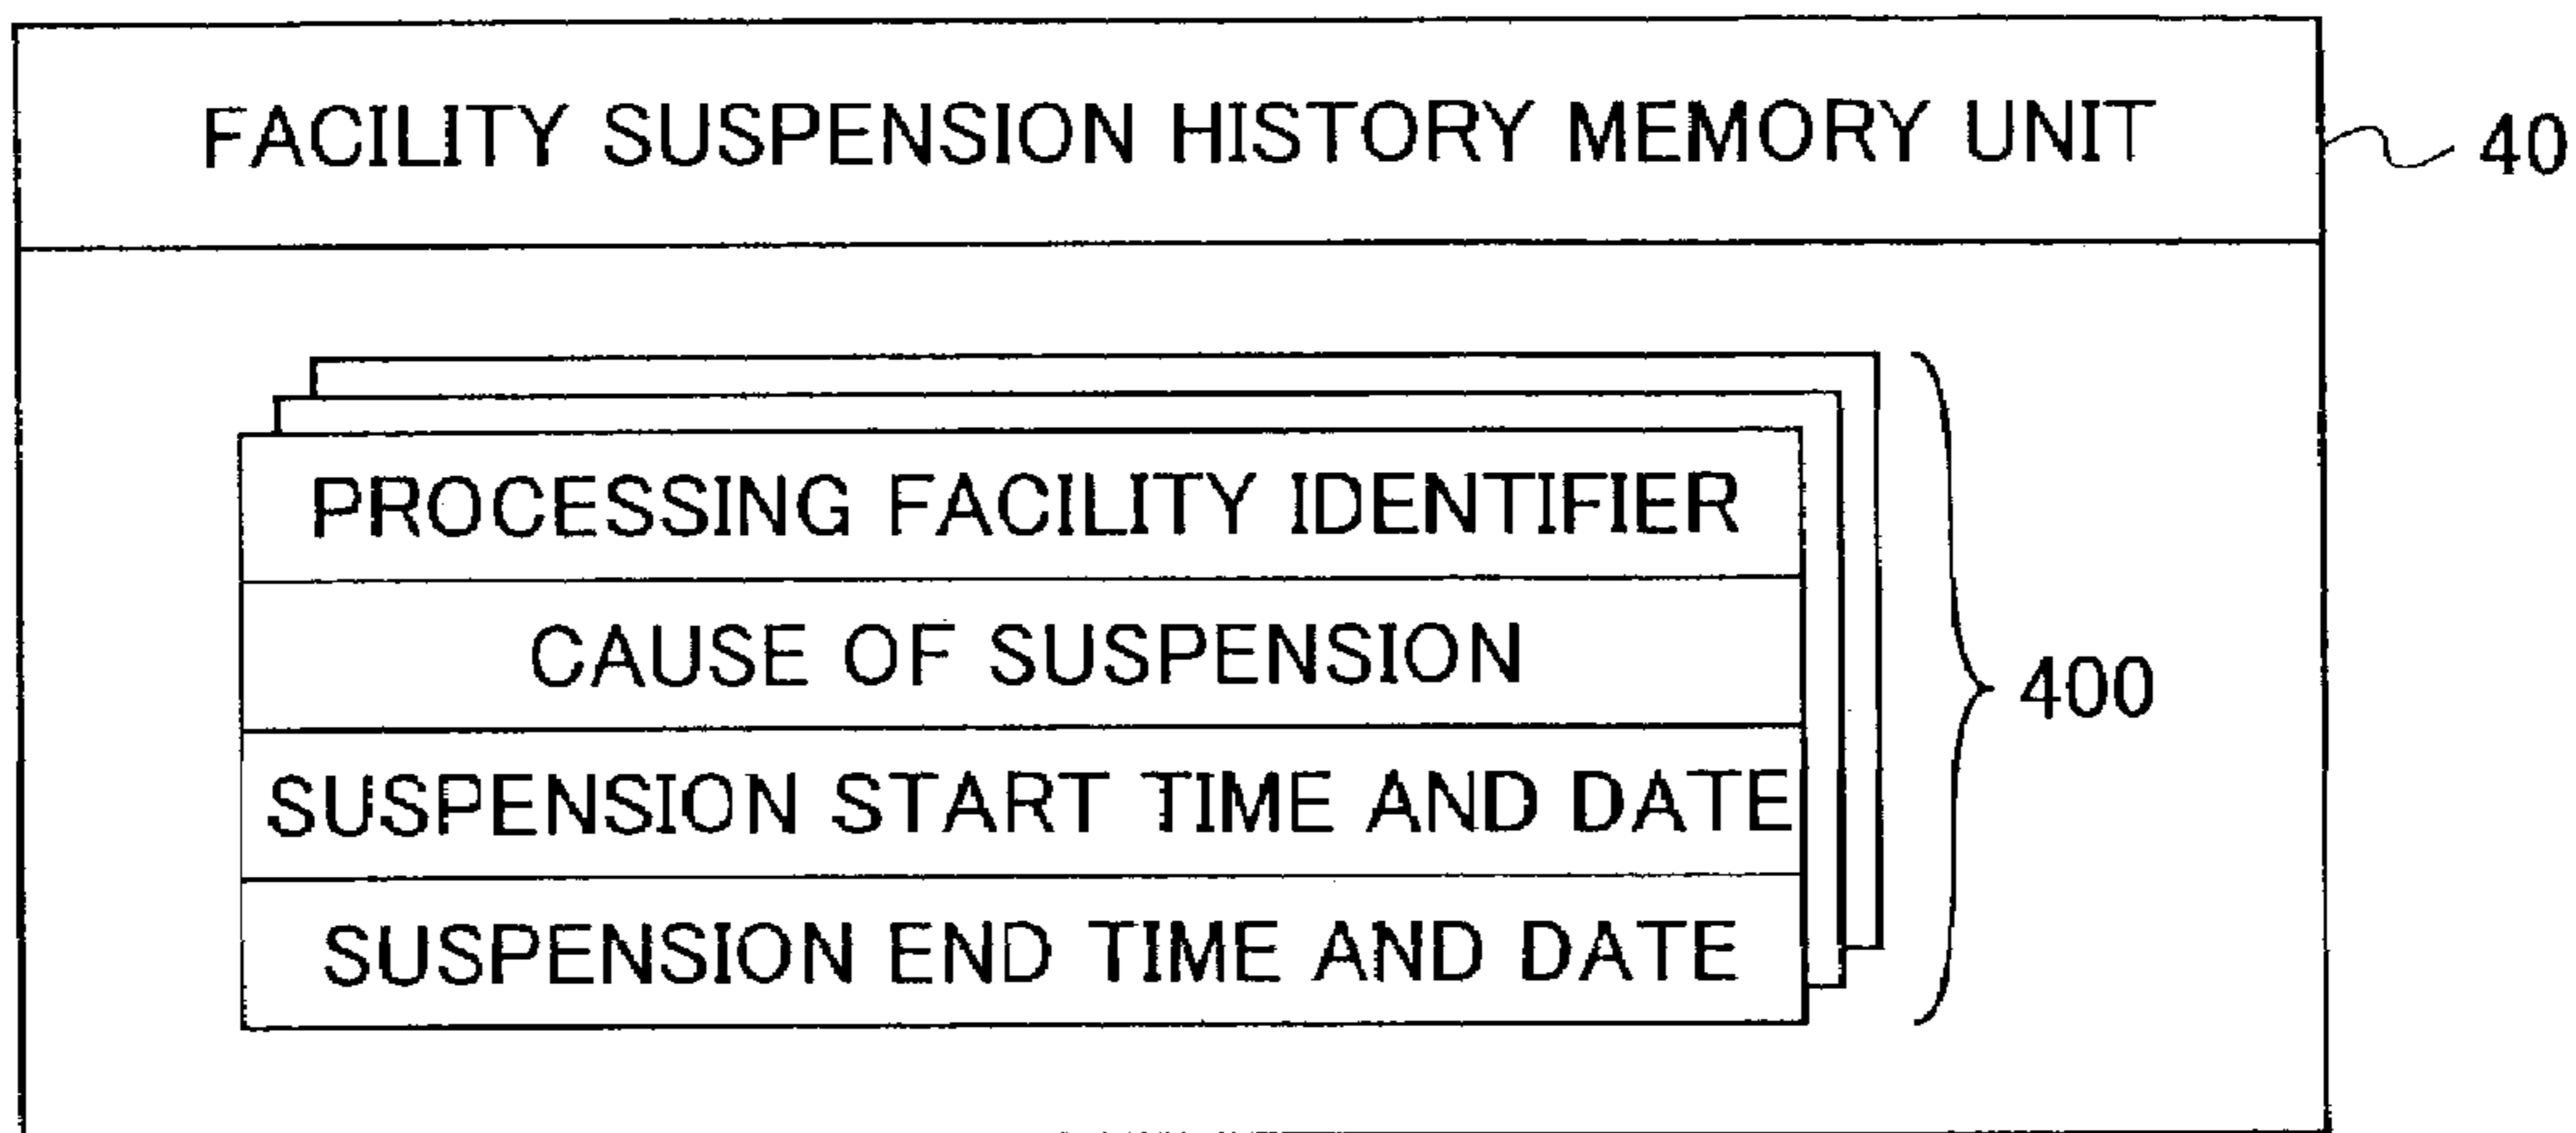 FACILITY SUSPENSION HISTORY MEMORY UNIT
40
PROCESSING FACILITY IDENTIFIER
CAUSE OF SUSPENSION
400
SUSPENSION START TIME AND DATE
SUSPENSION END TIME AND DATE